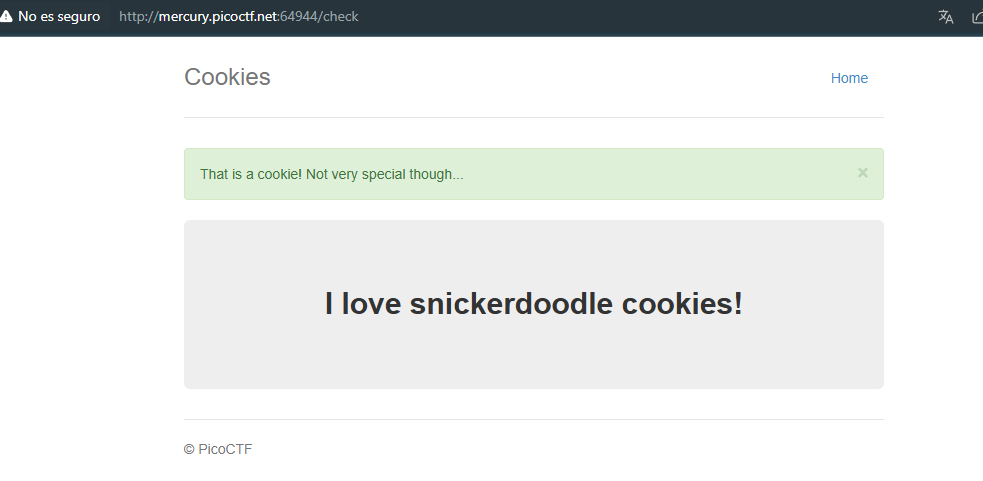 No es seguro http://mercury.picoctf.net:64944/check
Cookies Home
That is a cookie! Not very special though... ×
I love snickerdoodle cookies!
© PicoCTF